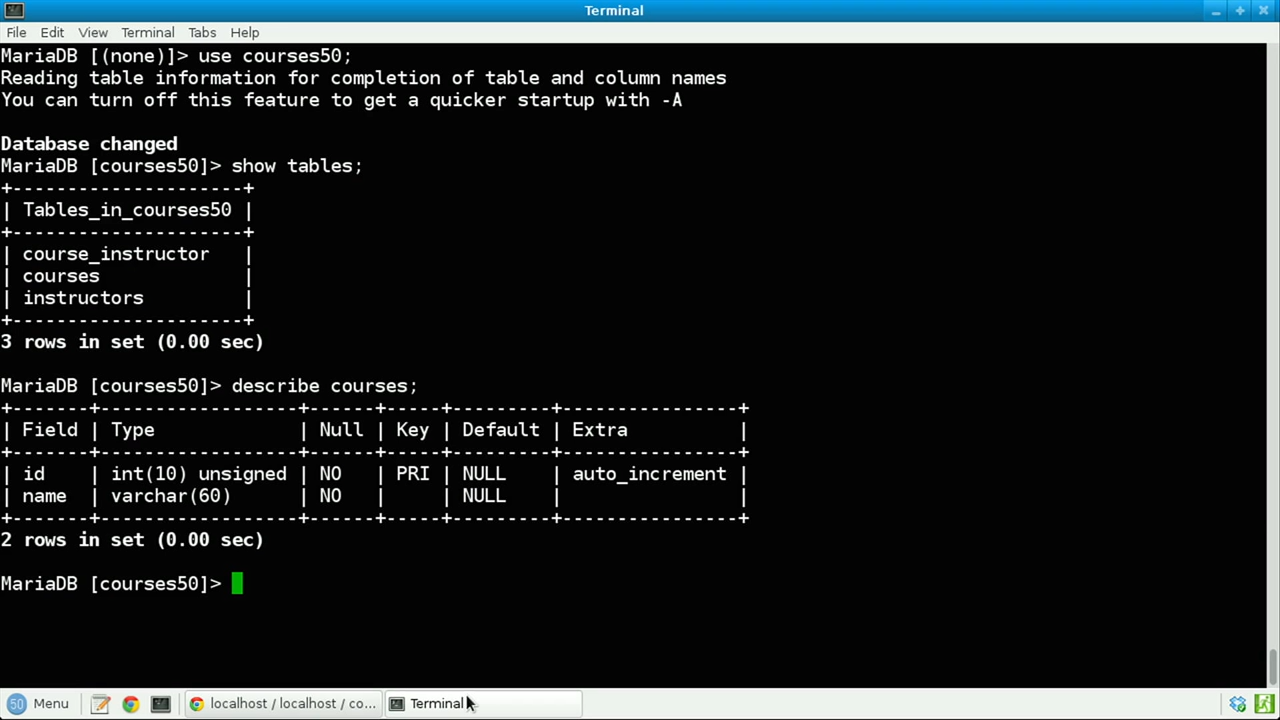 Terminal
File Edit View Terminal Tabs Help
MariaDB [(none)]> use courses50;
Reading table information for completion of table and column names
You can turn off this feature to get a quicker startup with -A
Database changed
MariaDB [courses50]> show tables;
+---------------------+
| Tables_in_courses50 |
+---------------------+
| course_instructor   |
| courses             |
| instructors         |
+---------------------+
3 rows in set (0.00 sec)
MariaDB [courses50]> describe courses;
+-------+------------------+------+-----+---------+----------------+
| Field | Type             | Null | Key | Default | Extra          |
+-------+------------------+------+-----+---------+----------------+
| id    | int(10) unsigned | NO   | PRI | NULL    | auto_increment |
| name  | varchar(60)      | NO   |     | NULL    |                |
+-------+------------------+------+-----+---------+----------------+
2 rows in set (0.00 sec)
MariaDB [courses50]>
50 Menu localhost / localhost / co... Terminal